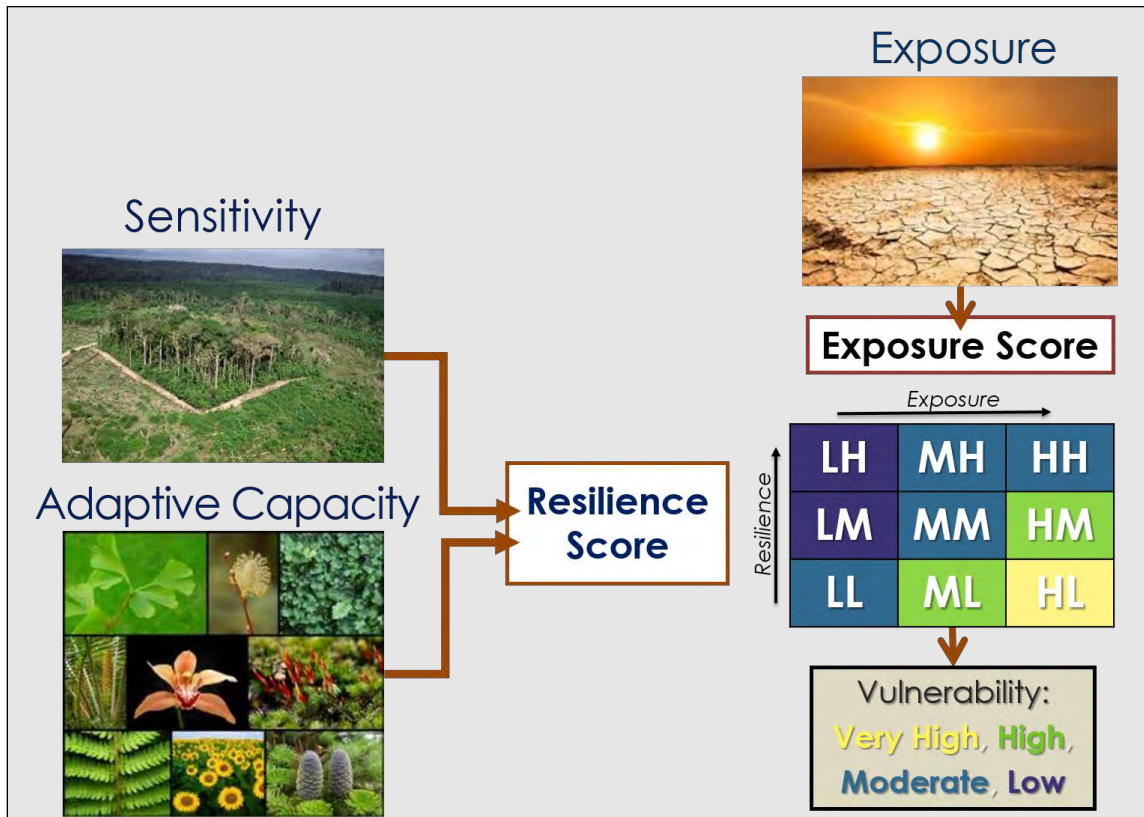 Exposure
Sensitivity
Exposure Score
Exposure
Adaptive Capacity
Resilience
Score
Resilience
LH MH HH
LM MM HM
LL ML HL
Vulnerability:
Very High, High,
Moderate, Low